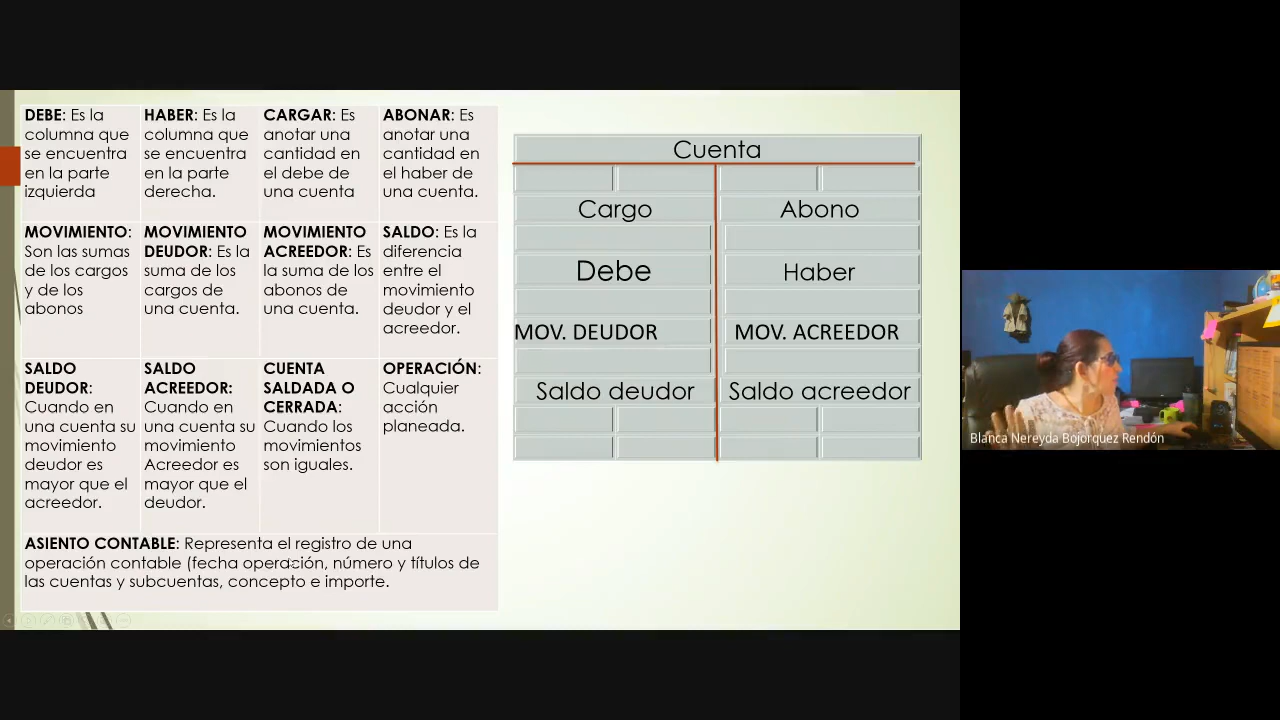 DEBE: Es la
columna que
se encuentra
en la parte
izquierda
HABER: Es la
columna que
se encuentra
en la parte
derecha.
CARGAR: Es
anotar una
cantidad en
el debe de
una cuenta
ABONAR: Es
anotar una
cantidad en
el haber de
una cuenta.
MOVIMIENTO:
Son las sumas
de los cargos
y de los
abonos
MOVIMIENTO
DEUDOR: Es la
suma de los
cargos de
una cuenta.
MOVIMIENTO
ACREEDOR: Es
la suma de los
abonos de
una cuenta.
SALDO: Es la
diferencia
entre el
movimiento
deudor y el
acreedor.
SALDO
DEUDOR:
Cuando en
una cuenta su
movimiento
deudor es
mayor que el
acreedor.
SALDO
ACREEDOR:
Cuando en
una cuenta su
movimiento
Acreedor es
mayor que el
deudor.
CUENTA
SALDADA O
CERRADA:
Cuando los
movimientos
son iguales.
OPERACIÓN:
Cualquier
acción
planeada.
ASIENTO CONTABLE: Representa el registro de una
operación contable (fecha operación, número y títulos de
las cuentas y subcuentas, concepto e importe.
Cuenta
Cargo Abono
Debe Haber
MOV. DEUDOR MOV. ACREEDOR
Saldo deudor Saldo acreedor
Blanca Nereyda Bojorquez Rendón